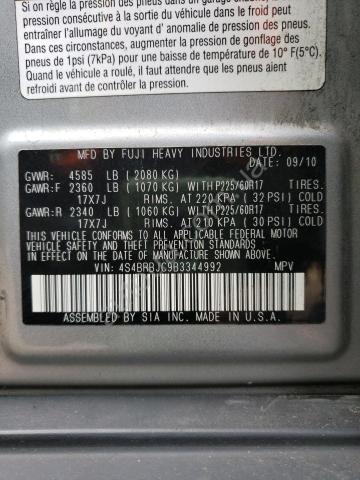 Si on règle la pression des pneus dans un garage
pression consécutive à la sortie du véhicule dans le froid peut
entraîner l'allumage du voyant d' anomalie de pression des pneus.
Dans ces circonstances, augmenter la pression de gonflage
des pneus de 1psi (7kPa) pour une baisse de température de 10° F(5°C).
Quand le véhicule a roulé, il faut attendre que les pneus aient
refroidi avant de contrôler la pression.
MFD BY FUJI HEAVY INDUSTRIES LTD.
DATE: 09/10
GVWR: 4585 LB ( 2080 KG)
GAWR:F 2360 LB ( 1070 KG) WITH P225/60R17 TIRES.
17X7J RIMS. AT 220 KPA ( 32 PSI) COLD
GAWR:R 2340 LB ( 1060 KG) WITH P225/60R17 TIRES.
17X7J RIMS. AT 210 KPA ( 30 PSI) COLD
THIS VEHICLE CONFORMS TO ALL APPLICABLE FEDERAL MOTOR
VEHICLE SAFETY AND THEFT PREVENTION STANDARDS
IN EFFECT ON THE DATE OF MANUFACTURE SHOWN ABOVE.
VIN: 4S4BRBJC9B3344992 MPV
ASSEMBLED BY SIA INC. MADE IN U.S.A.